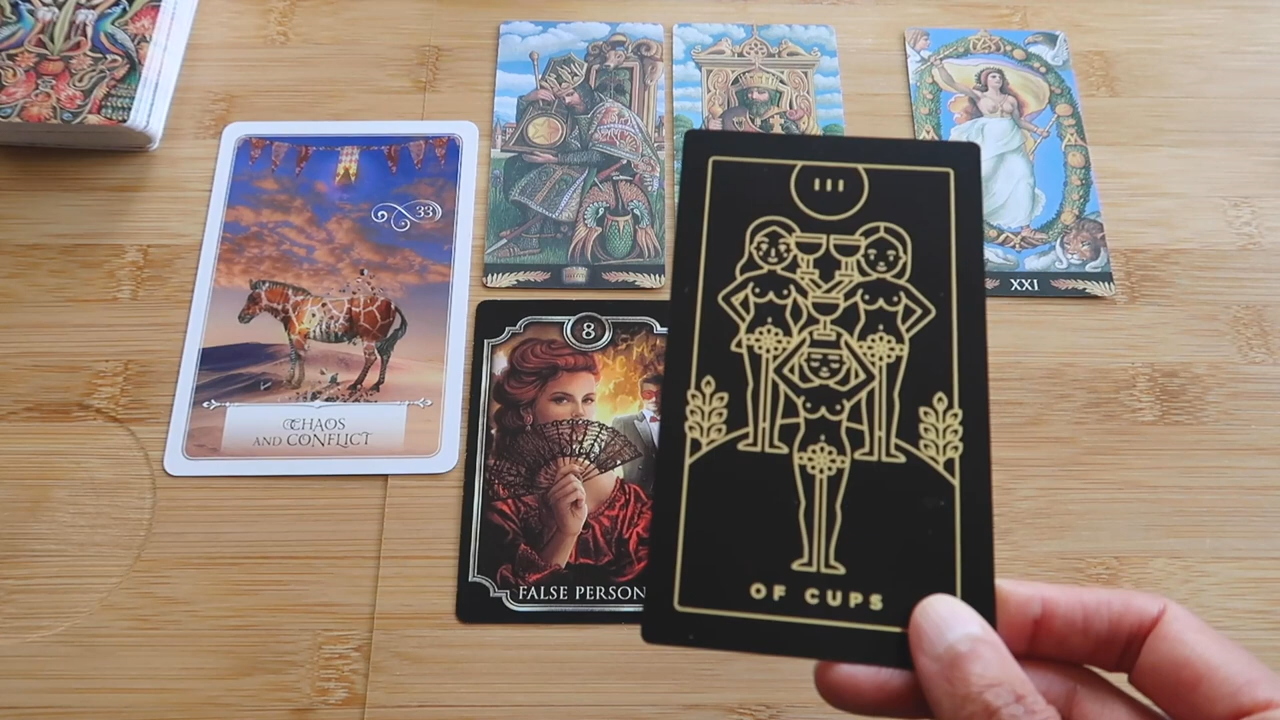 33
CHAOS
AND CONFLICT
8
FALSE PERSON
III
OF CUPS
XXI